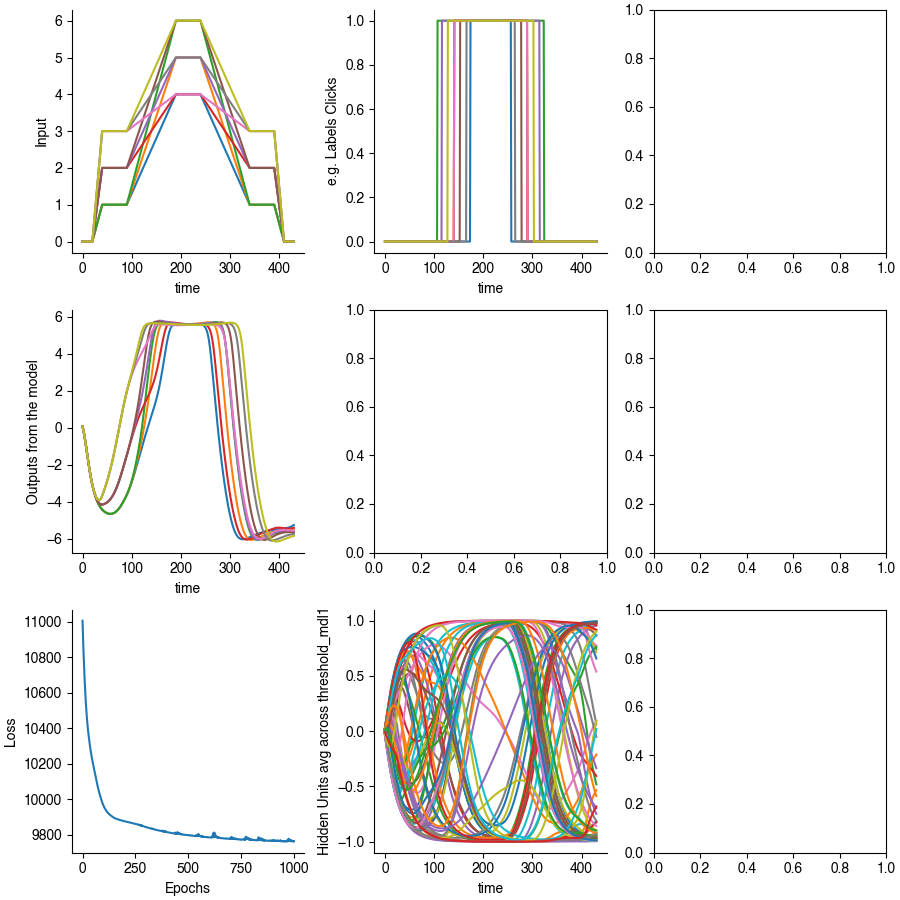 6
5
4
3
2
1
0
Input
0 100 200 300 400
time
1.0
0.8
0.6
0.4
0.2
0.0
e.g. Labels Clicks
0 100 200 300 400
time
1.0
0.8
0.6
0.4
0.2
0.0
0.0 0.2 0.4 0.6 0.8 1.0
6
4
2
0
−2
−4
−6
Outputs from the model
0 100 200 300 400
time
1.0
0.8
0.6
0.4
0.2
0.0
0.0 0.2 0.4 0.6 0.8 1.0
1.0
0.8
0.6
0.4
0.2
0.0
0.0 0.2 0.4 0.6 0.8 1.0
11000
10800
10600
10400
10200
10000
9800
Loss
0 250 500 750 1000
Epochs
1.0
0.5
0.0
−0.5
−1.0
Hidden Units avg across threshold_mdl1
0 100 200 300 400
time
1.0
0.8
0.6
0.4
0.2
0.0
0.0 0.2 0.4 0.6 0.8 1.0